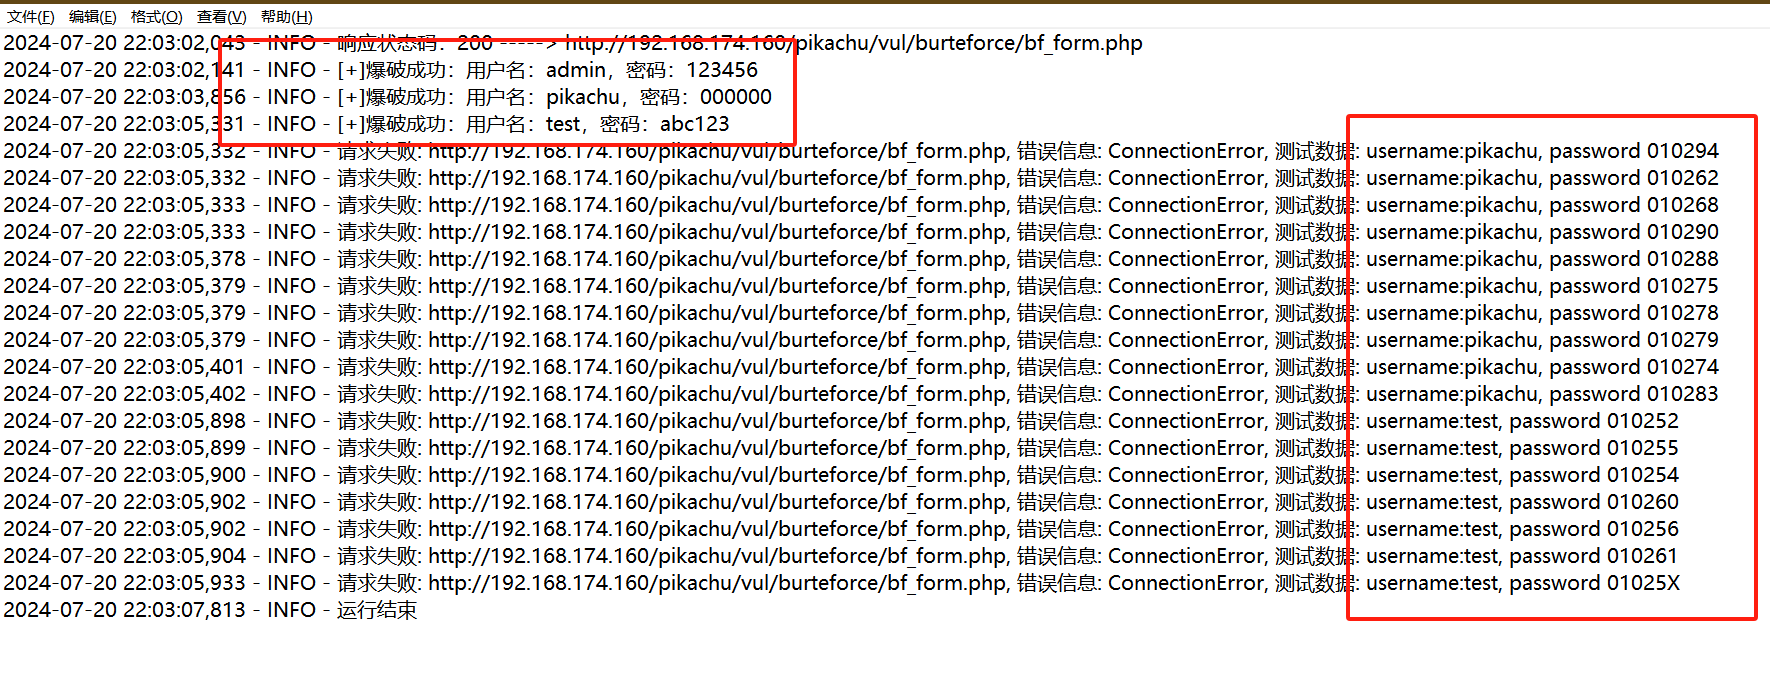 文件(F) 编辑(E) 格式(O) 查看(V) 帮助(H)
2024-07-20 22:03:02,043 - INFO - 响应状态码：200 -----> http://192.168.174.160/pikachu/vul/burteforce/bf_form.php
2024-07-20 22:03:02,141 - INFO - [+]爆破成功：用户名：admin，密码：123456
2024-07-20 22:03:03,856 - INFO - [+]爆破成功：用户名：pikachu，密码：000000
2024-07-20 22:03:05,331 - INFO - [+]爆破成功：用户名：test，密码：abc123
2024-07-20 22:03:05,332 - INFO - 请求失败: http://192.168.174.160/pikachu/vul/burteforce/bf_form.php, 错误信息: ConnectionError, 测试数据: username:pikachu, password 010294
2024-07-20 22:03:05,332 - INFO - 请求失败: http://192.168.174.160/pikachu/vul/burteforce/bf_form.php, 错误信息: ConnectionError, 测试数据: username:pikachu, password 010262
2024-07-20 22:03:05,333 - INFO - 请求失败: http://192.168.174.160/pikachu/vul/burteforce/bf_form.php, 错误信息: ConnectionError, 测试数据: username:pikachu, password 010268
2024-07-20 22:03:05,333 - INFO - 请求失败: http://192.168.174.160/pikachu/vul/burteforce/bf_form.php, 错误信息: ConnectionError, 测试数据: username:pikachu, password 010290
2024-07-20 22:03:05,378 - INFO - 请求失败: http://192.168.174.160/pikachu/vul/burteforce/bf_form.php, 错误信息: ConnectionError, 测试数据: username:pikachu, password 010288
2024-07-20 22:03:05,379 - INFO - 请求失败: http://192.168.174.160/pikachu/vul/burteforce/bf_form.php, 错误信息: ConnectionError, 测试数据: username:pikachu, password 010275
2024-07-20 22:03:05,379 - INFO - 请求失败: http://192.168.174.160/pikachu/vul/burteforce/bf_form.php, 错误信息: ConnectionError, 测试数据: username:pikachu, password 010278
2024-07-20 22:03:05,379 - INFO - 请求失败: http://192.168.174.160/pikachu/vul/burteforce/bf_form.php, 错误信息: ConnectionError, 测试数据: username:pikachu, password 010279
2024-07-20 22:03:05,401 - INFO - 请求失败: http://192.168.174.160/pikachu/vul/burteforce/bf_form.php, 错误信息: ConnectionError, 测试数据: username:pikachu, password 010274
2024-07-20 22:03:05,402 - INFO - 请求失败: http://192.168.174.160/pikachu/vul/burteforce/bf_form.php, 错误信息: ConnectionError, 测试数据: username:pikachu, password 010283
2024-07-20 22:03:05,898 - INFO - 请求失败: http://192.168.174.160/pikachu/vul/burteforce/bf_form.php, 错误信息: ConnectionError, 测试数据: username:test, password 010252
2024-07-20 22:03:05,899 - INFO - 请求失败: http://192.168.174.160/pikachu/vul/burteforce/bf_form.php, 错误信息: ConnectionError, 测试数据: username:test, password 010255
2024-07-20 22:03:05,900 - INFO - 请求失败: http://192.168.174.160/pikachu/vul/burteforce/bf_form.php, 错误信息: ConnectionError, 测试数据: username:test, password 010254
2024-07-20 22:03:05,902 - INFO - 请求失败: http://192.168.174.160/pikachu/vul/burteforce/bf_form.php, 错误信息: ConnectionError, 测试数据: username:test, password 010260
2024-07-20 22:03:05,902 - INFO - 请求失败: http://192.168.174.160/pikachu/vul/burteforce/bf_form.php, 错误信息: ConnectionError, 测试数据: username:test, password 010256
2024-07-20 22:03:05,904 - INFO - 请求失败: http://192.168.174.160/pikachu/vul/burteforce/bf_form.php, 错误信息: ConnectionError, 测试数据: username:test, password 010261
2024-07-20 22:03:05,933 - INFO - 请求失败: http://192.168.174.160/pikachu/vul/burteforce/bf_form.php, 错误信息: ConnectionError, 测试数据: username:test, password 01025X
2024-07-20 22:03:07,813 - INFO - 运行结束